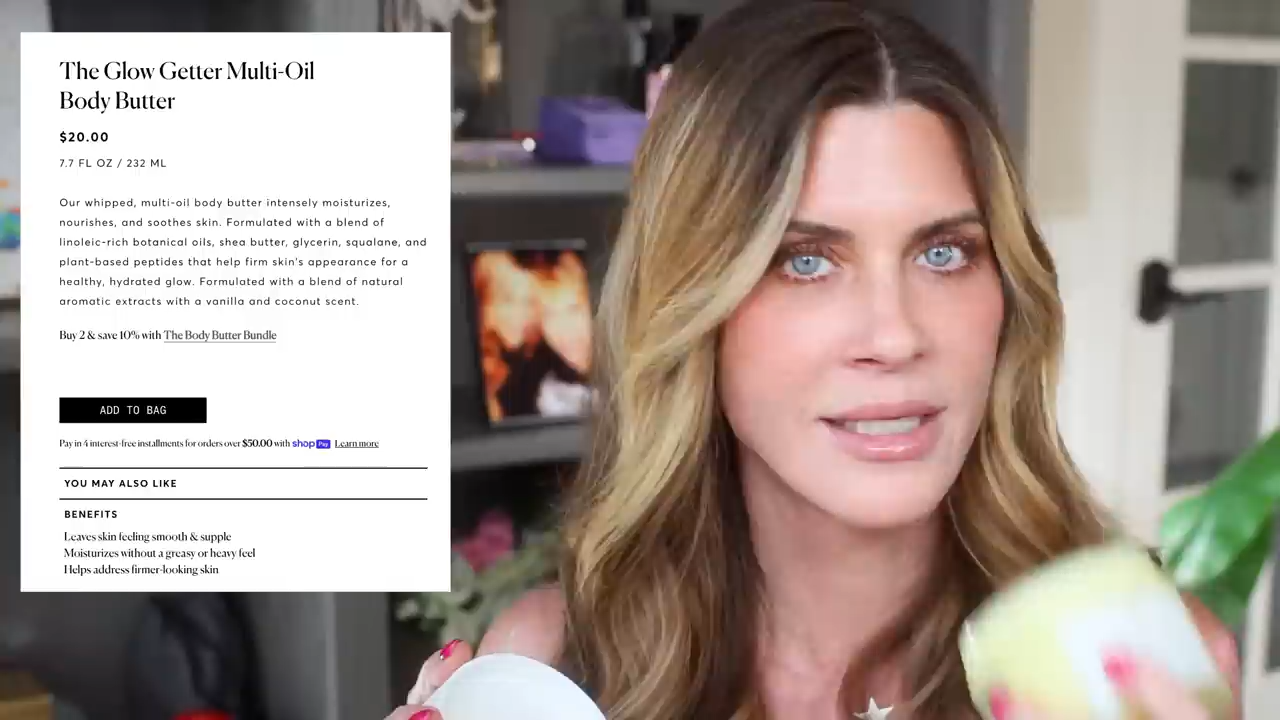 The Glow Getter Multi-Oil
Body Butter
$20.00
7.7 FL OZ / 232 ML
Our whipped, multi-oil body butter intensely moisturizes,
nourishes, and soothes skin. Formulated with a blend of
linoleic-rich botanical oils, shea butter, glycerin, squalane, and
plant-based peptides that help firm skin's appearance for a
healthy, hydrated glow. Formulated with a blend of natural
aromatic extracts with a vanilla and coconut scent.
Buy 2 & save 10% with The Body Butter Bundle
ADD TO BAG
Pay in 4 interest-free installments for orders over $50.00 with shop Pay Learn more
YOU MAY ALSO LIKE
BENEFITS
Leaves skin feeling smooth & supple
Moisturizes without a greasy or heavy feel
Helps address firmer-looking skin